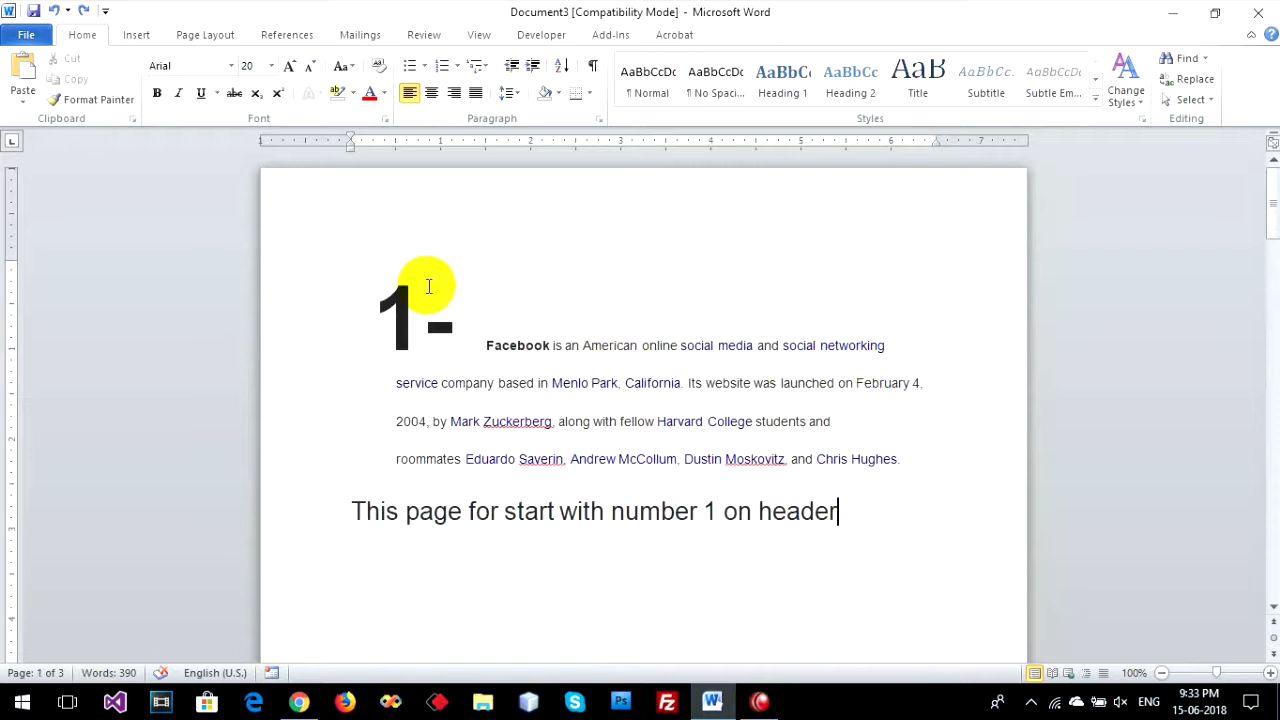 Document3 [Compatibility Mode] - Microsoft Word
File Home Insert Page Layout References Mailings Review View Developer Add-Ins Acrobat
Paste
Cut
Copy
Format Painter
Clipboard
Arial 20
Font
Paragraph
AaBbCcDc AaBbCcDc AaBbC AaBbCc AaB AaBbCc. AaBbCcDc
¶ Normal ¶ No Spaci... Heading 1 Heading 2 Title Subtitle Subtle Em...
Styles
Change Styles
Find
Replace
Select
Editing
1- Facebook is an American online social media and social networking
service company based in Menlo Park, California. Its website was launched on February 4,
2004, by Mark Zuckerberg, along with fellow Harvard College students and
roommates Eduardo Saverin, Andrew McCollum, Dustin Moskovitz, and Chris Hughes.
This page for start with number 1 on header
Page: 1 of 3 Words: 390 English (U.S.) 100%
ENG 9:33 PM
15-06-2018